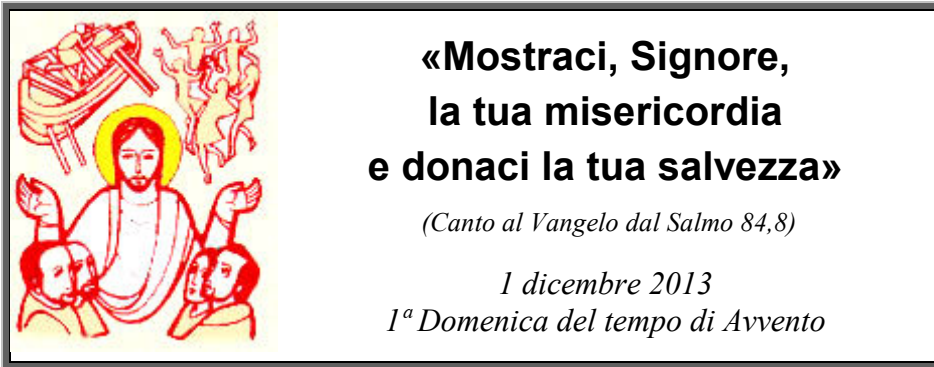 «Mostraci, Signore,
la tua misericordia
e donaci la tua salvezza»
(Canto al Vangelo dal Salmo 84,8)
1 dicembre 2013
1ª Domenica del tempo di Avvento